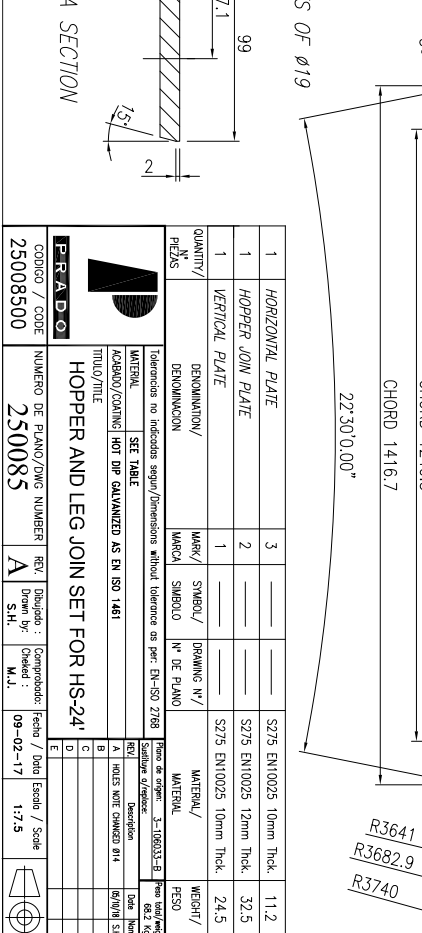 S OF ø19
A SECTION
99
7.1
15°
2
CHORD 1416.7
22°30'0.00"
R3641
R3682.9
R3740
1 HORIZONTAL PLATE 3 —— —— S275 EN10025 10mm Thck. 11.2
1 HOPPER JOIN PLATE 2 —— —— S275 EN10025 12mm Thck. 32.5
1 VERTICAL PLATE 1 —— —— S275 EN10025 10mm Thck. 24.5
QUANTITY/ DENOMINATION/ MARK/ SYMBOL/ DRAWING Nº/ MATERIAL/ WEIGHT/
Nº PIEZAS DENOMINACION MARCA SIMBOLO Nº DE PLANO MATERIAL PESO
Tolerancias no indicadas segun/Dimensions without tolerance as per: EN-ISO 2768
Plano de origen: 3-106033-B
Sustituye a/replace:
68.2
MATERIAL SEE TABLE
ACABADO/COATING HOT DIP GALVANIZED AS EN ISO 1461
TITULO/TITLE
HOPPER AND LEG JOIN SET FOR HS-24'
REV. Description Date
A HOLES NOTE CHANGED Ø14 05/10/18
B
C
D
E
PRADO
CODIGO / CODE
25008500
NUMERO DE PLANO/DWG NUMBER
250085
REV.
A
Dibujado :
Drawn by:
S.H.
Comprobado:
Cheked :
M.J.
Fecha / Data
09-02-17
Escala / Scale
1:7.5